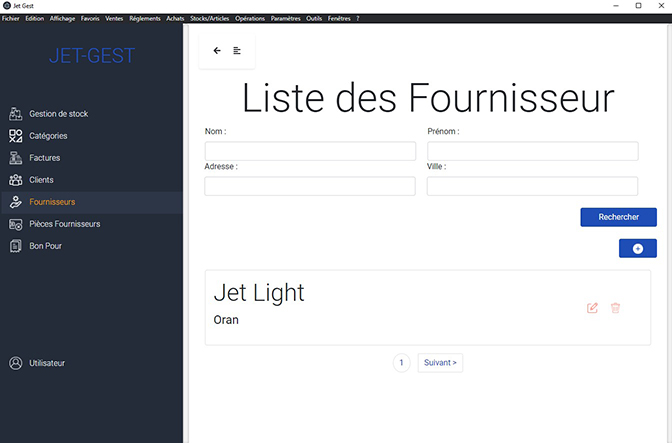 Jet Gest
Fichier Edition Affichage Favoris Ventes Réglements Achats Stocks/Articles Opérations Paramètres Outils Fenêtres ?
JET-GEST
Gestion de stock
Catégories
Factures
Clients
Fournisseurs
Pièces Fournisseurs
Bon Pour
Utilisateur
Liste des Fournisseur
Nom : Prénom :
Adresse : Ville :
Rechercher
Jet Light
Oran
1 Suivant >